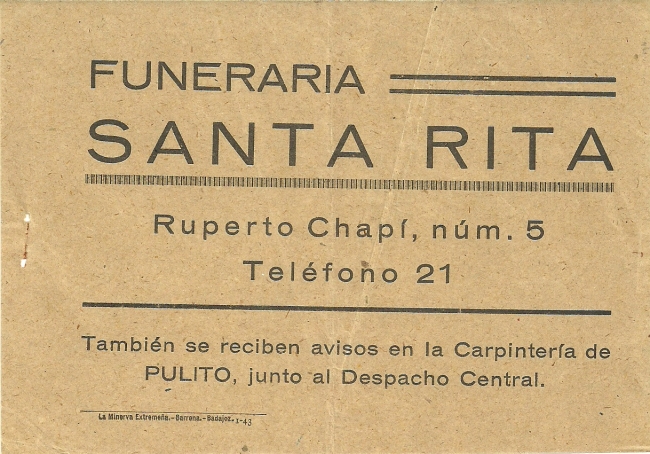 FUNERARIA
SANTA RITA
Ruperto Chapí, núm. 5
Teléfono 21
También se reciben avisos en la Carpintería de
PULITO, junto al Despacho Central.
La Minerva Extremeña.-Barrena.-Badajoz. 1-43